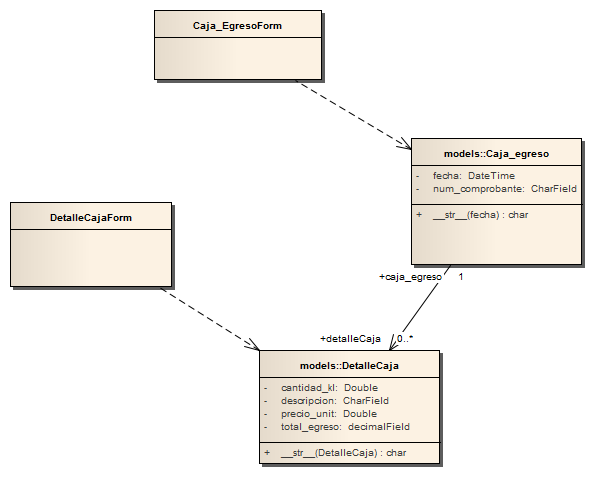 Caja_EgresoForm
models::Caja_egreso
- fecha: DateTime
- num_comprobante: CharField
+ __str__(fecha) : char
DetalleCajaForm
+caja_egreso 1
+detalleCaja 0..*
models::DetalleCaja
- cantidad_kl: Double
- descripcion: CharField
- precio_unit: Double
- total_egreso: decimalField
+ __str__(DetalleCaja) : char